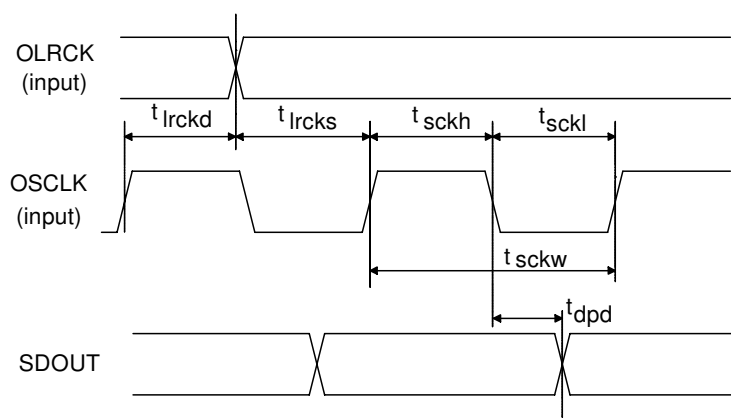 OLRCK
(input)
t lrckd
t lrcks
t sckh
t sckl
OSCLK
(input)
t sckw
t dpd
SDOUT